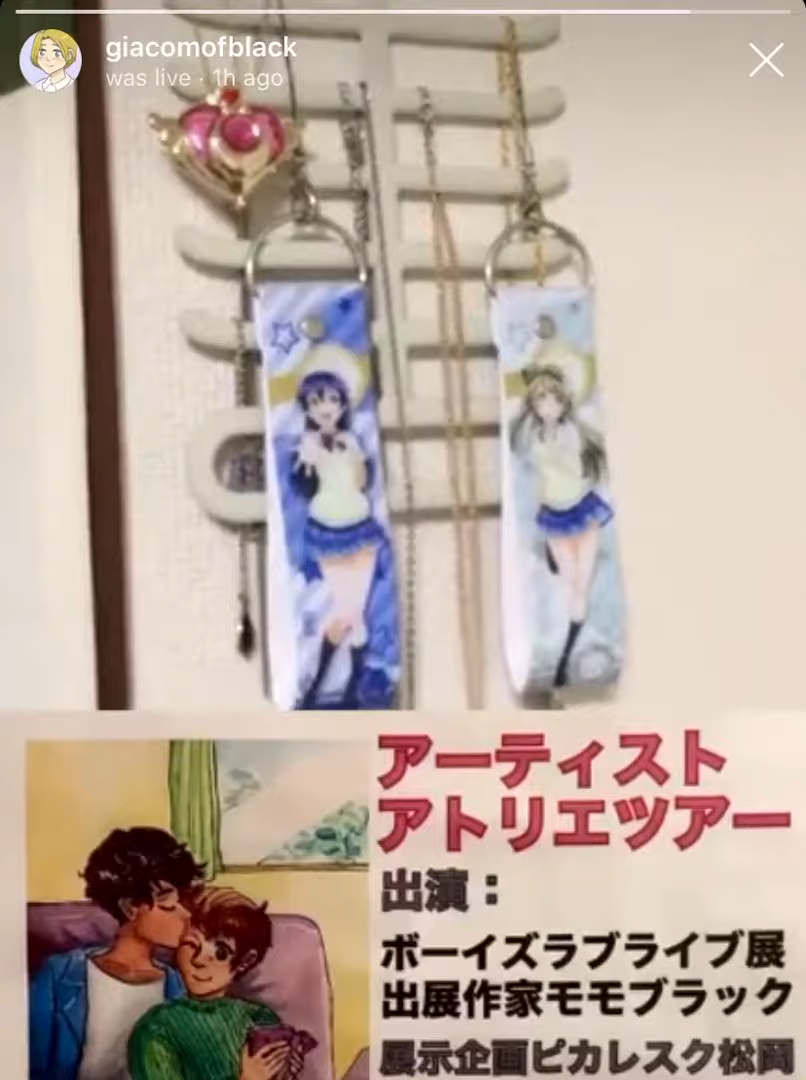 giacomofblack
was live · 1h ago
アーティスト
アトリエツアー
出演：
ボーイズラブライブ展
出展作家モモブラック
展示企画ピカレスク松岡